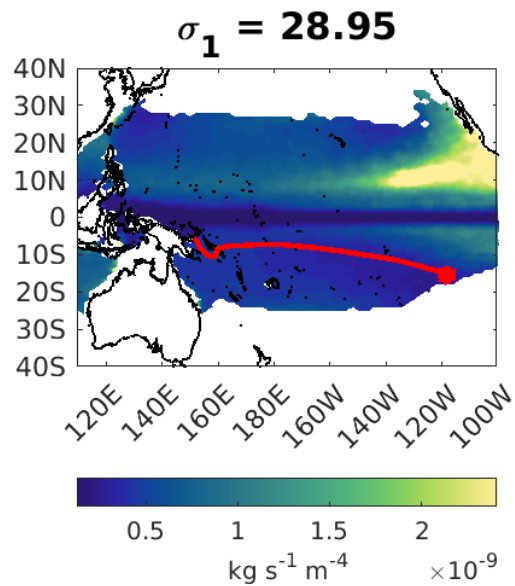 σ₁ = 28.95
40N
30N
20N
10N
0
10S
20S
30S
40S
120E 140E 160E 180E 160W 140W 120W 100W
0.5 1 1.5 2
kg s⁻¹ m⁻⁴ ×10⁻⁹